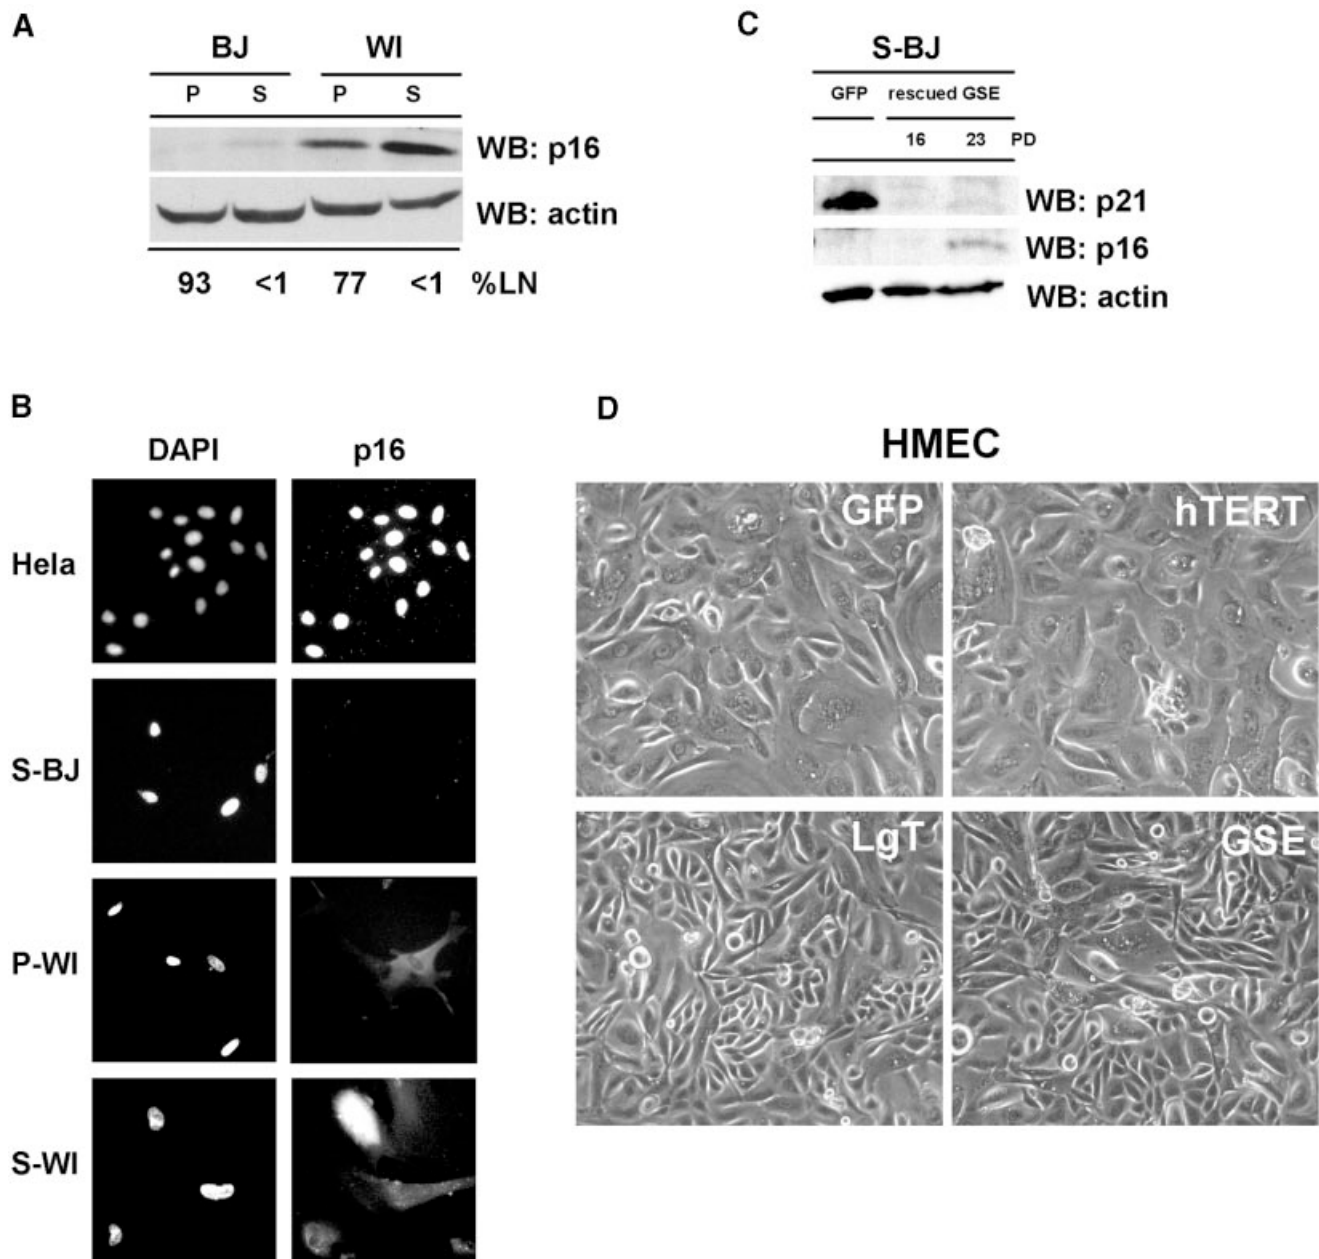 A
BJ WI
P S P S
WB: p16
WB: actin
93 <1 77 <1 %LN
C
S-BJ
GFP rescued GSE
16 23 PD
WB: p21
WB: p16
WB: actin
B
DAPI p16
Hela
S-BJ
P-WI
S-WI
D
HMEC
GFP hTERT
LgT GSE